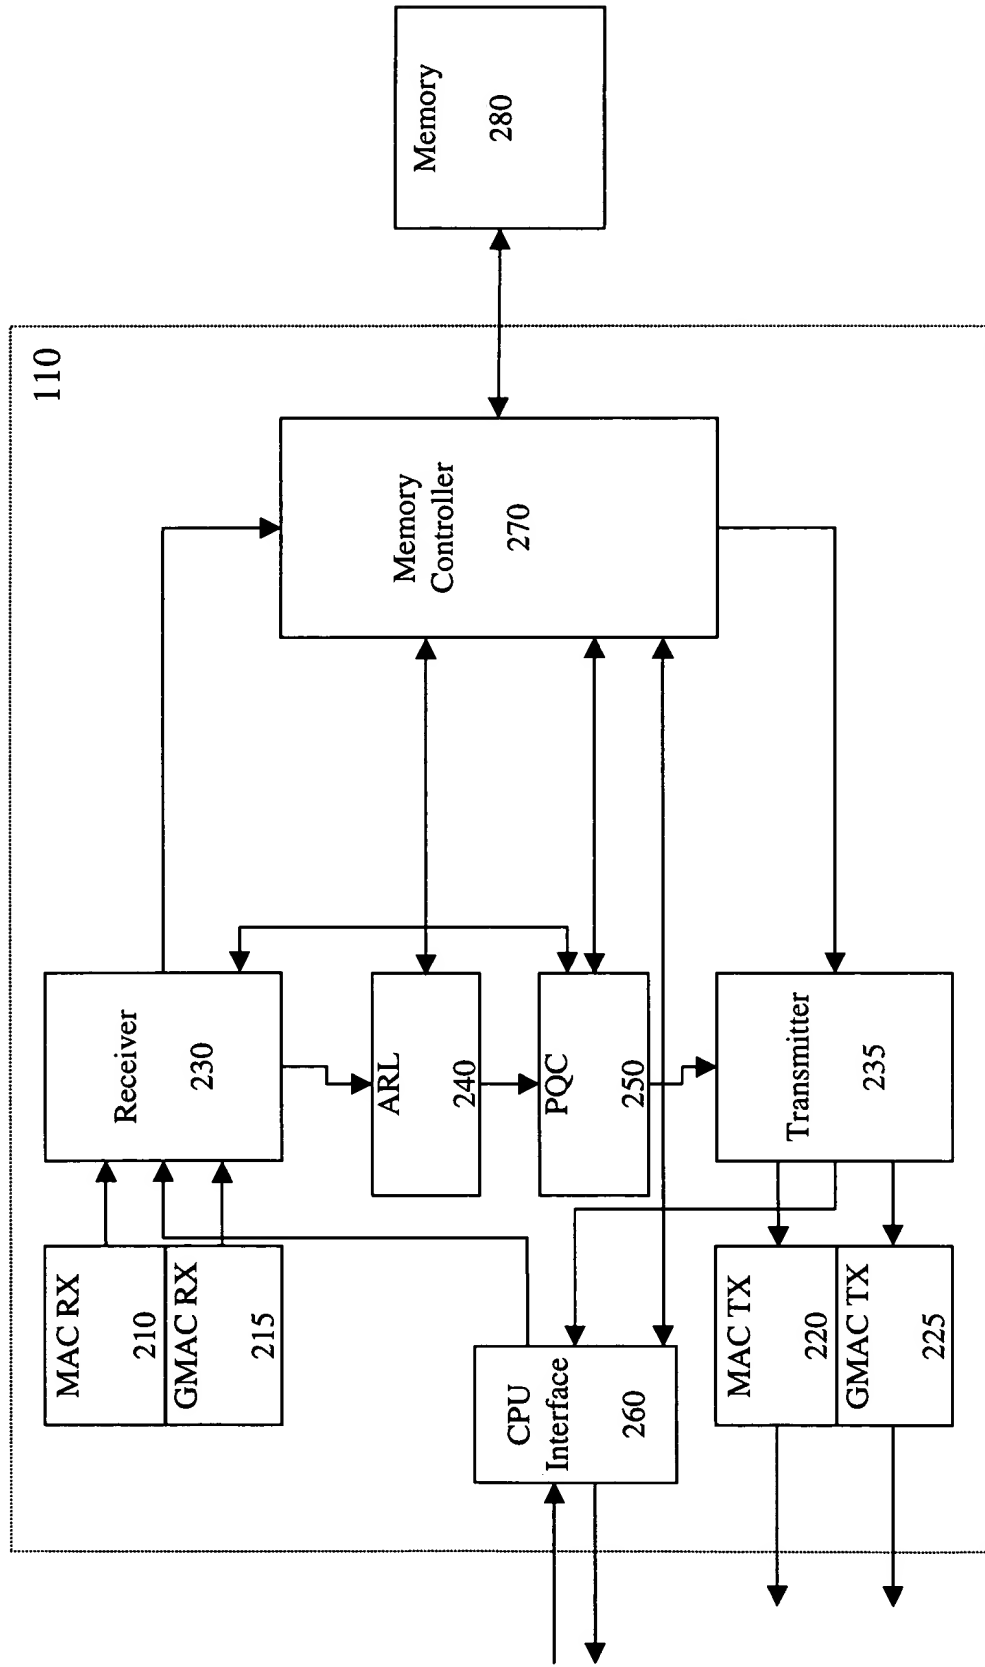 110
MAC RX
210
GMAC RX
215
Receiver
230
ARL
240
PQC
250
CPU
Interface
260
MAC TX
220
GMAC TX
225
Transmitter
235
Memory
Controller
270
Memory
280